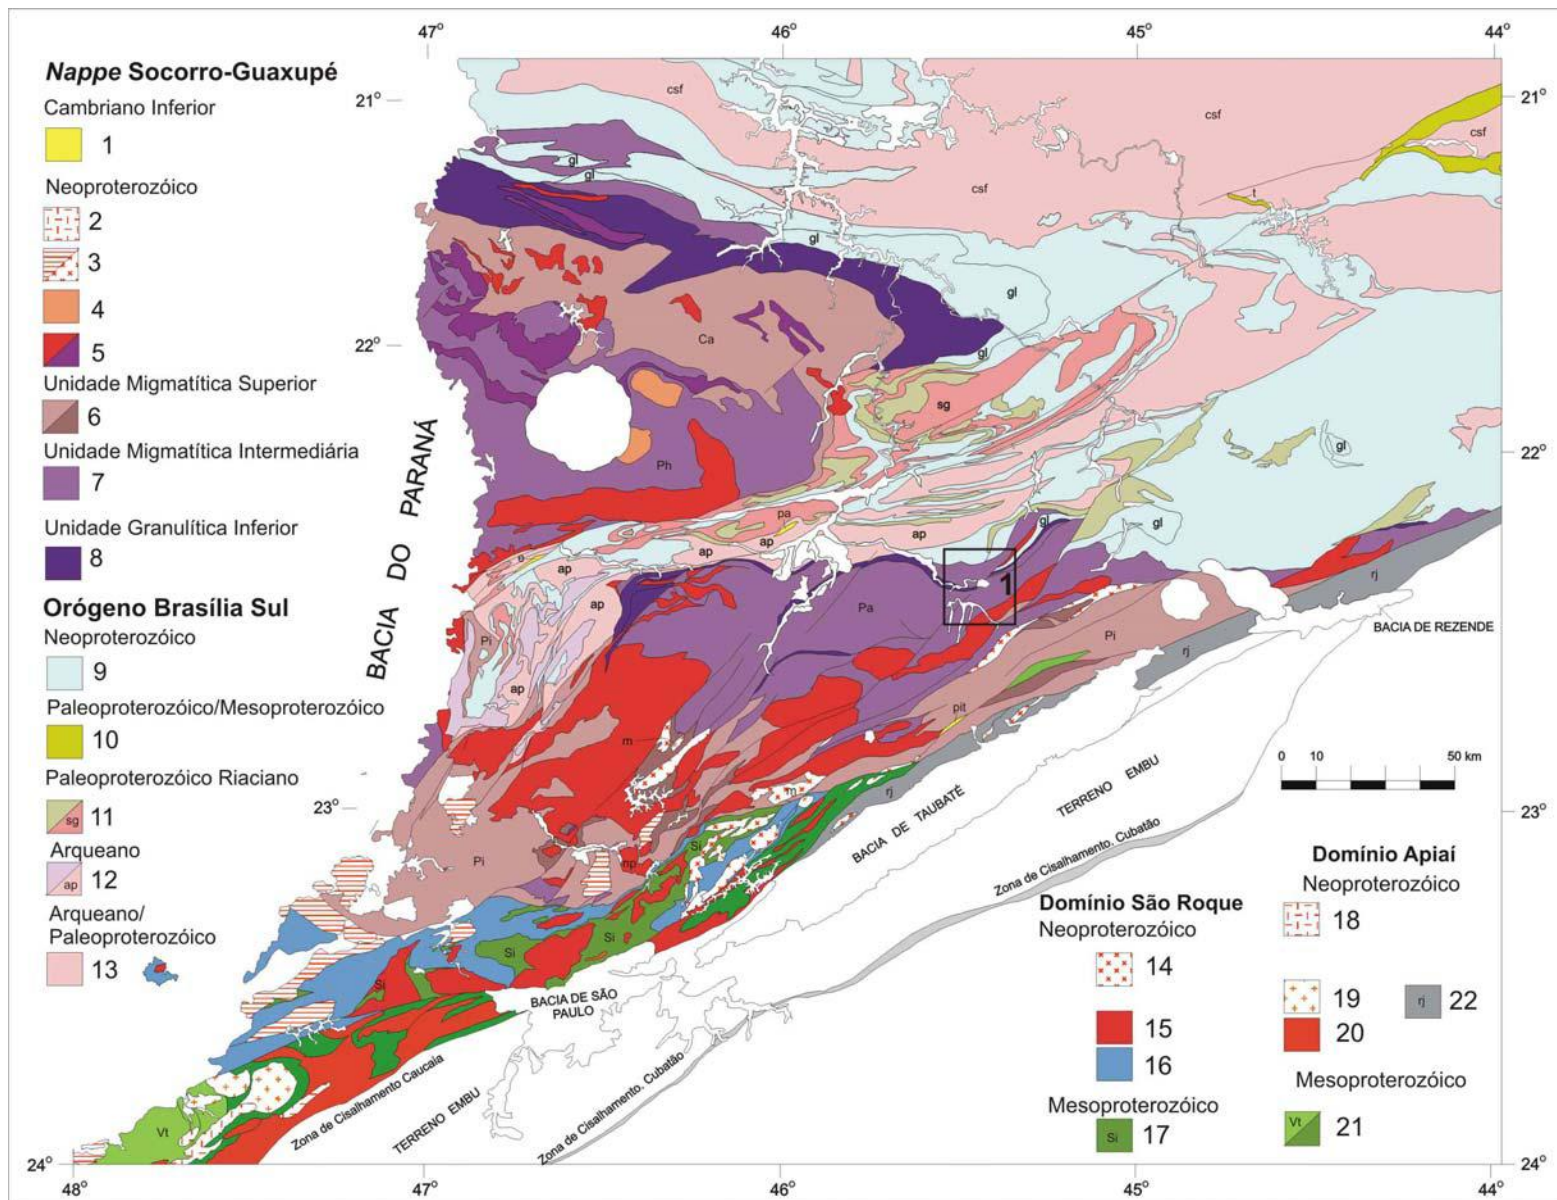 47°
46°
45°
44°
Nappe Socorro-Guaxupé
Cambriano Inferior
1
Neoproterozóico
2
3
4
5
Unidade Migmatítica Superior
6
Unidade Migmatítica Intermediária
7
Unidade Granulítica Inferior
8
Orógeno Brasília Sul
Neoproterozóico
9
Paleoproterozóico/Mesoproterozóico
10
Paleoproterozóico Riaciano
sg
11
Arqueano
ap
12
Arqueano/
Paleoproterozóico
13
21°
21°
22°
22°
23°
23°
24°
24°
csf
csf
csf
csf
t
gl
gl
gl
gl
gl
gl
gl
gl
Ca
sg
Ph
pa
ap
ap
ap
ap
ap
ap
o
1
Pa
Pi
Pi
Pi
pit
rj
rj
rj
m
m
np
Si
Si
Si
Si
Vt
BACIA DO PARANÁ
BACIA DE REZENDE
0 10 50 km
BACIA DE TAUBATÉ
TERRENO EMBU
Zona de Cisalhamento. Cubatão
BACIA DE SÃO
PAULO
Zona de Cisalhamento Caucaia
TERRENO EMBU
Zona de Cisalhamento. Cubatão
Domínio São Roque
Neoproterozóico
14
15
16
Mesoproterozóico
Si
17
Domínio Apiaí
Neoproterozóico
18
19
rj
22
20
Mesoproterozóico
Vt
21
48°
47°
46°
45°
44°